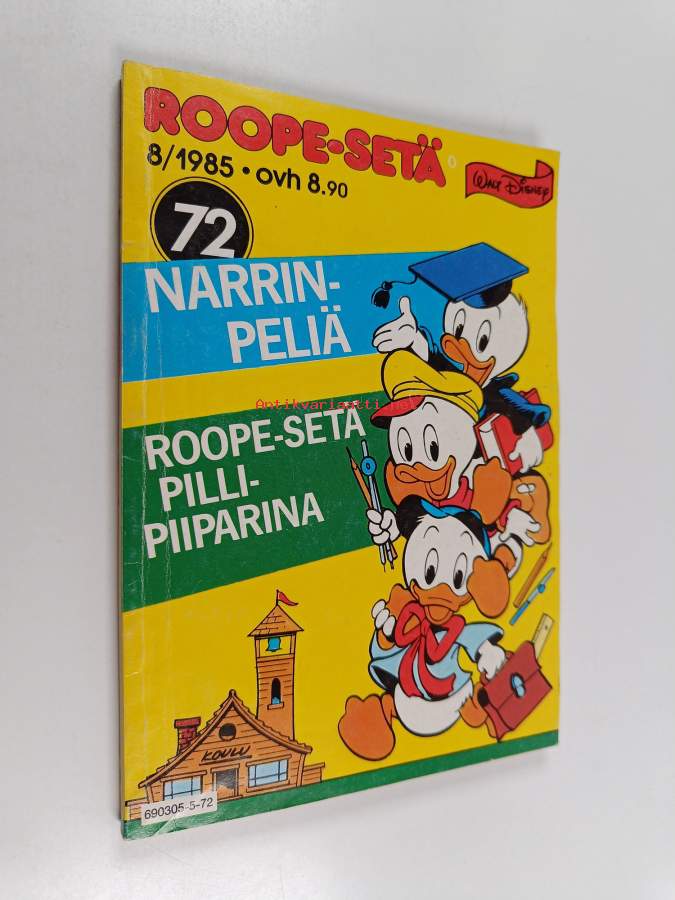 ROOPE-SETÄ
8/1985 • ovh 8.90
WALT DISNEY
72
NARRIN-
PELIÄ
Antikvariaatti.net
ROOPE-SETÄ
PILLI-
PIIPARINA
KOULU
690305-5-72